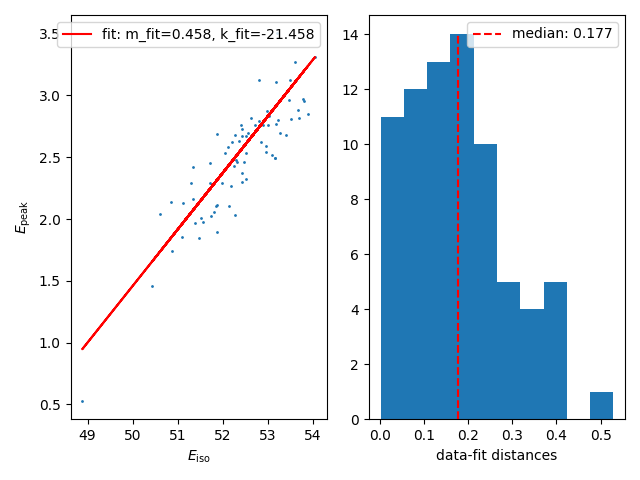 3.5
3.0
2.5
2.0
1.5
1.0
0.5
E_peak
49 50 51 52 53 54
E_iso
fit: m_fit=0.458, k_fit=-21.458
14
12
10
8
6
4
2
0
0.0 0.1 0.2 0.3 0.4 0.5
data-fit distances
median: 0.177